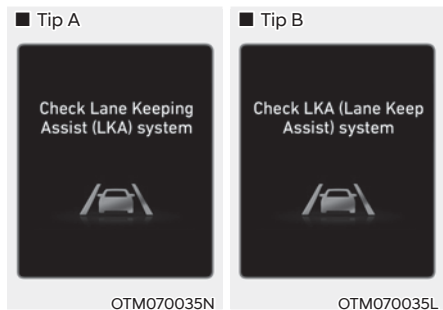 ■ Tip A
Check Lane Keeping
Assist (LKA) system
OTM070035N
■ Tip B
Check LKA (Lane Keep
Assist) system
OTM070035L